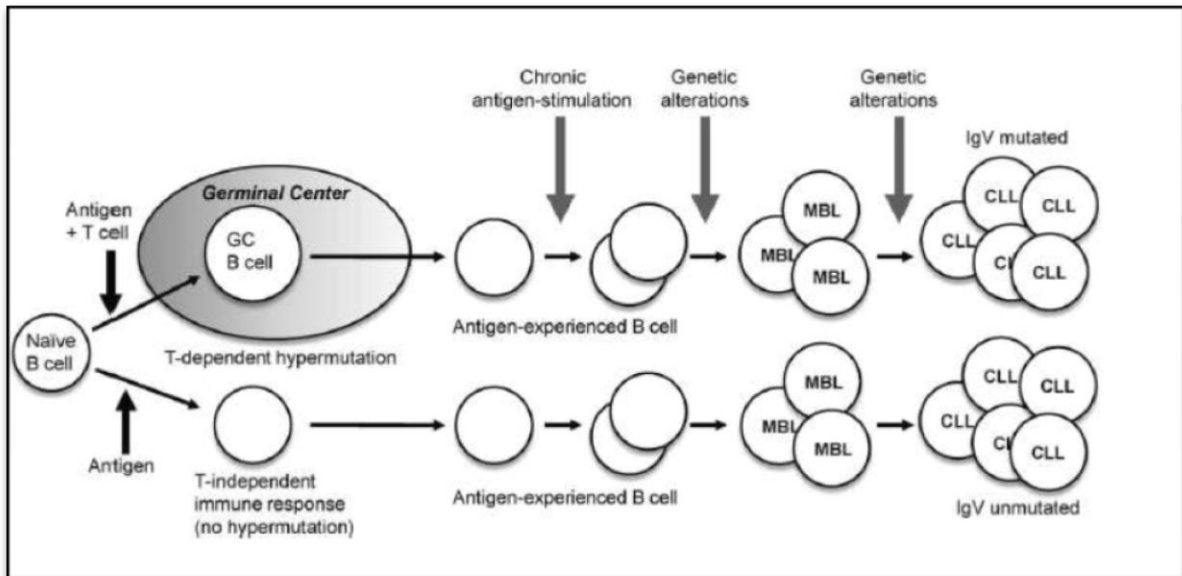 Chronic
antigen-stimulation
Genetic
alterations
Genetic
alterations
IgV mutated
Germinal Center
Antigen
+ T cell
GC
B cell
MBL
MBL
MBL
CLL
CLL
CLL
CLL
Antigen-experienced B cell
T-dependent hypermutation
Naïve
B cell
MBL
MBL
MBL
CLL
CLL
CLL
CLL
Antigen
T-independent
immune response
(no hypermutation)
Antigen-experienced B cell
IgV unmutated